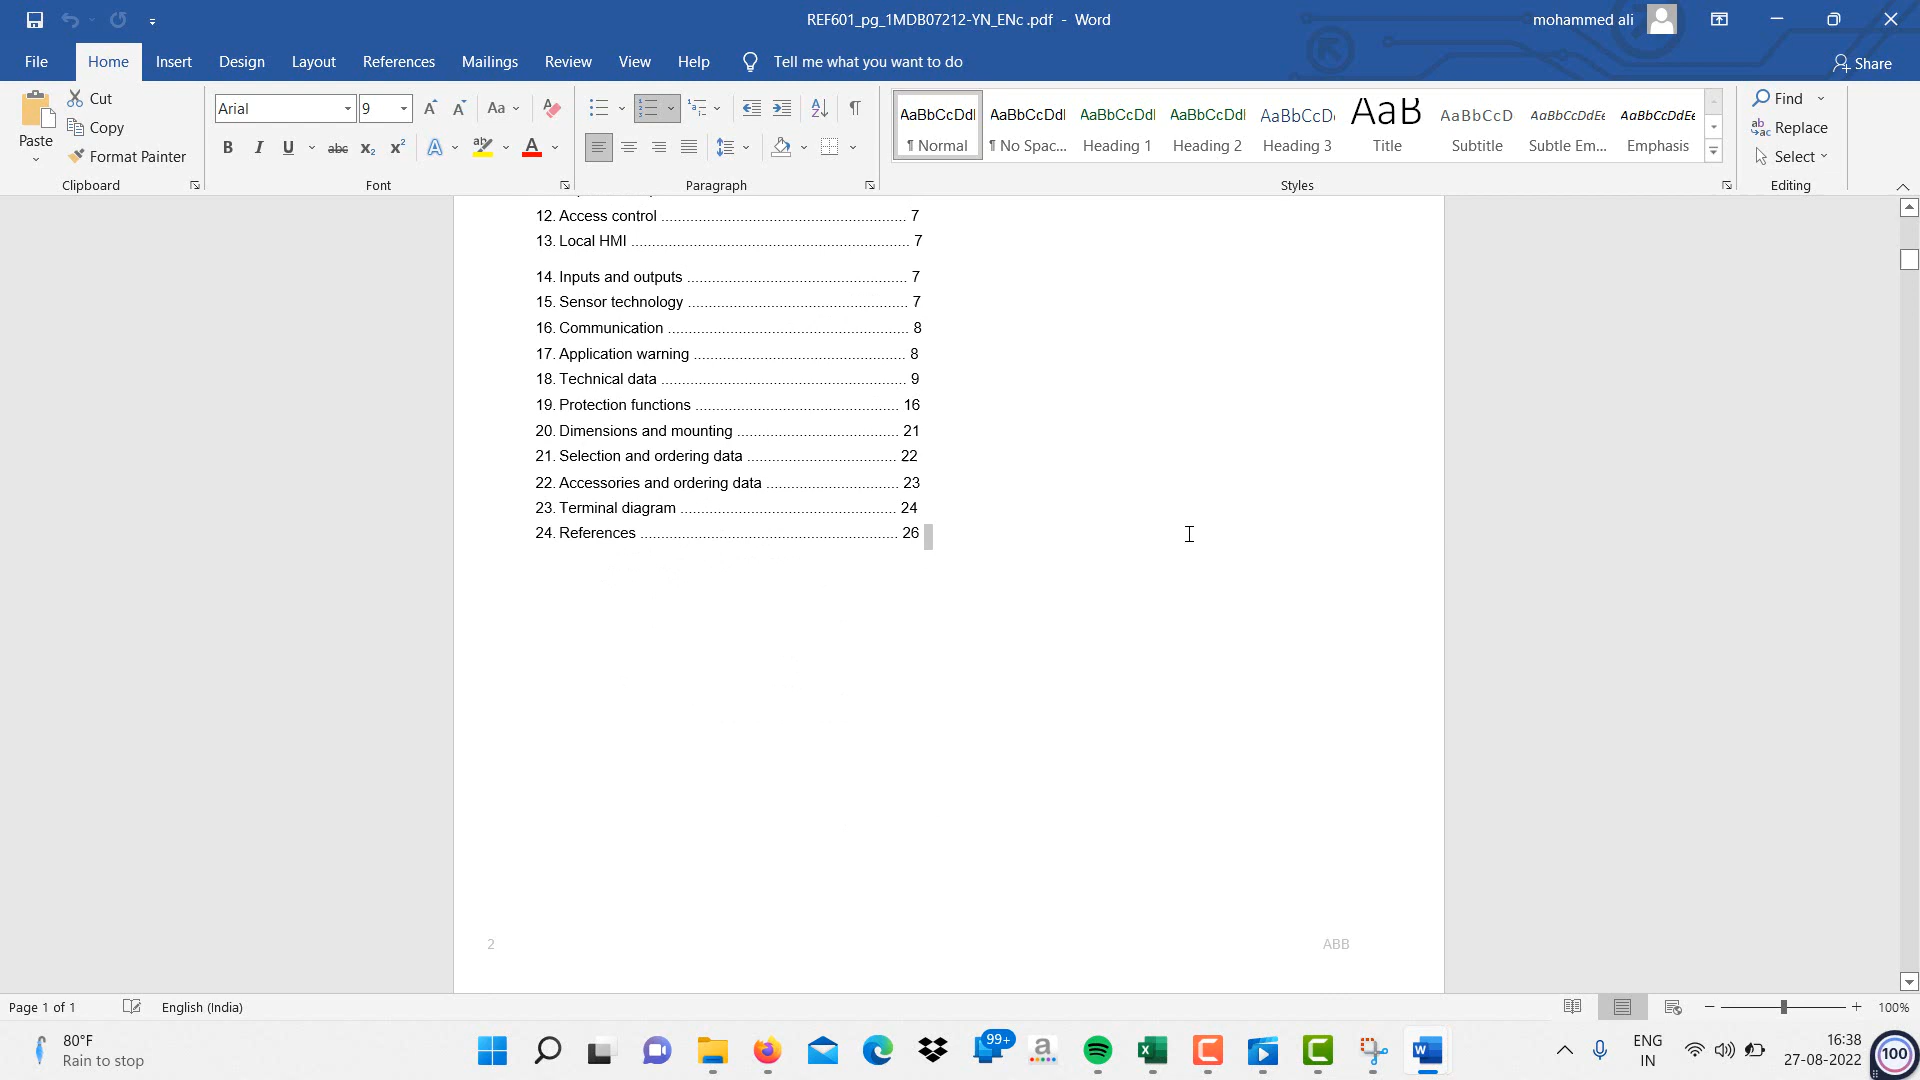 REF601_pg_1MDB07212-YN_ENc .pdf - Word
mohammed ali
File Home Insert Design Layout References Mailings Review View Help Tell me what you want to do
Share
Paste
Cut
Copy
Format Painter
Clipboard
Arial 9
Aa
B I U abc x2 x2 A A
Font
Paragraph
AaBbCcDdI AaBbCcDdI AaBbCcDdI AaBbCcDdI AaBbCcDc AaB AaBbCcD AaBbCcDdEe AaBbCcDdEe
¶ Normal ¶ No Spac... Heading 1 Heading 2 Heading 3 Title Subtitle Subtle Em... Emphasis
Styles
Find
Replace
Select
Editing
12. Access control ........................................................... 7
13. Local HMI ................................................................... 7
14. Inputs and outputs ..................................................... 7
15. Sensor technology ..................................................... 7
16. Communication .......................................................... 8
17. Application warning ................................................... 8
18. Technical data ........................................................... 9
19. Protection functions ................................................. 16
20. Dimensions and mounting ....................................... 21
21. Selection and ordering data .................................... 22
22. Accessories and ordering data ................................ 23
23. Terminal diagram .................................................... 24
24. References .............................................................. 26
2
ABB
Page 1 of 1 English (India)
100%
80°F
Rain to stop
99+
a
ENG
IN
16:38
27-08-2022
100